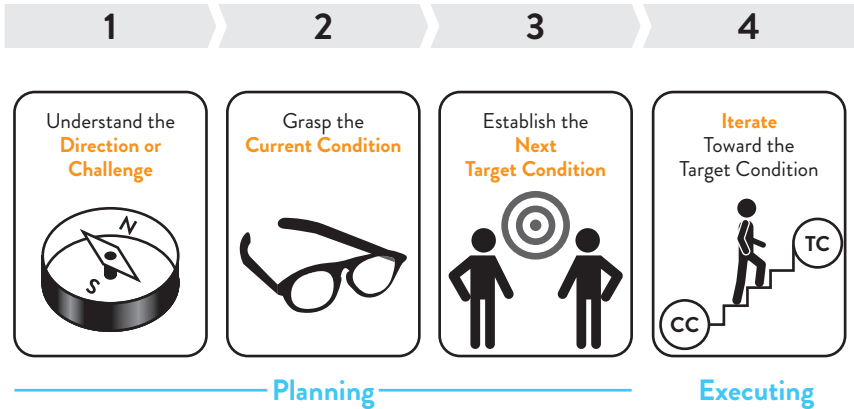 1
2
3
4
Understand the
Direction or
Challenge
N
S
Grasp the
Current Condition
Establish the
Next
Target Condition
Iterate
Toward the
Target Condition
TC
CC
Planning
Executing